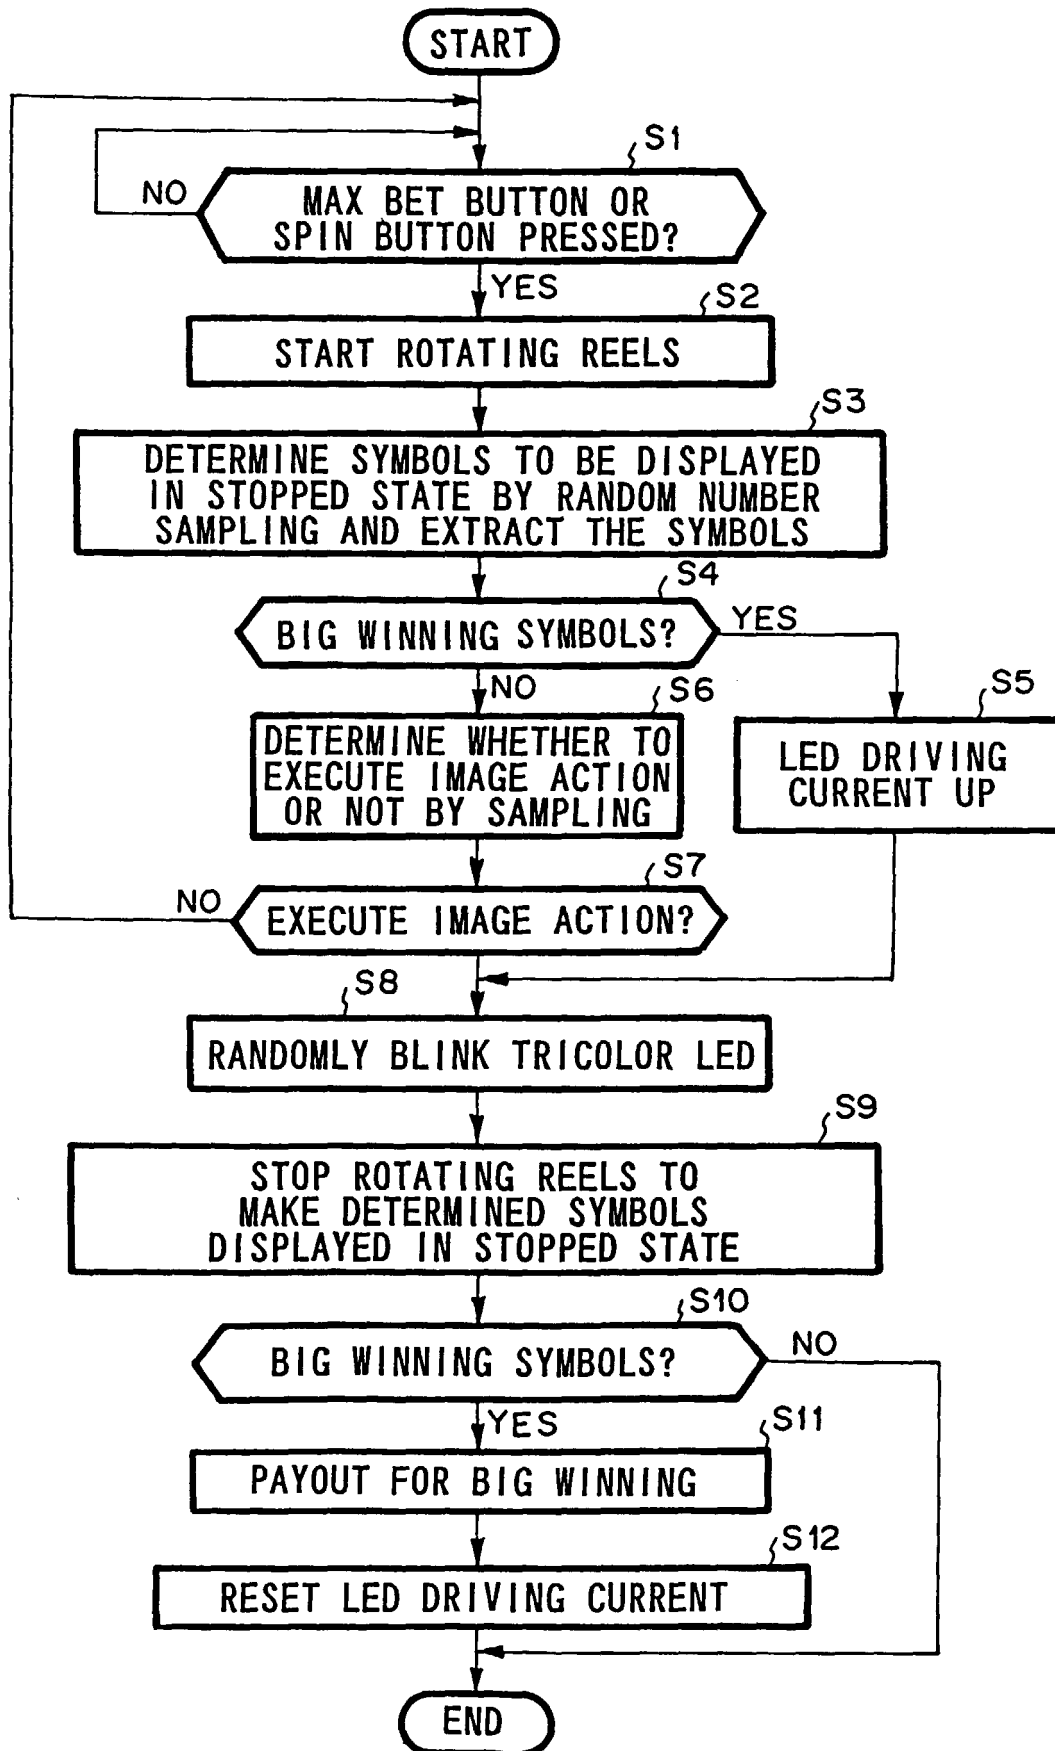 START
S1
NO
MAX BET BUTTON OR
SPIN BUTTON PRESSED?
YES
S2
START ROTATING REELS
S3
DETERMINE SYMBOLS TO BE DISPLAYED
IN STOPPED STATE BY RANDOM NUMBER
SAMPLING AND EXTRACT THE SYMBOLS
S4
BIG WINNING SYMBOLS?
YES
NO
S6
S5
DETERMINE WHETHER TO
EXECUTE IMAGE ACTION
OR NOT BY SAMPLING
LED DRIVING
CURRENT UP
S7
NO
EXECUTE IMAGE ACTION?
S8
RANDOMLY BLINK TRICOLOR LED
S9
STOP ROTATING REELS TO
MAKE DETERMINED SYMBOLS
DISPLAYED IN STOPPED STATE
S10
BIG WINNING SYMBOLS?
NO
YES
S11
PAYOUT FOR BIG WINNING
S12
RESET LED DRIVING CURRENT
END